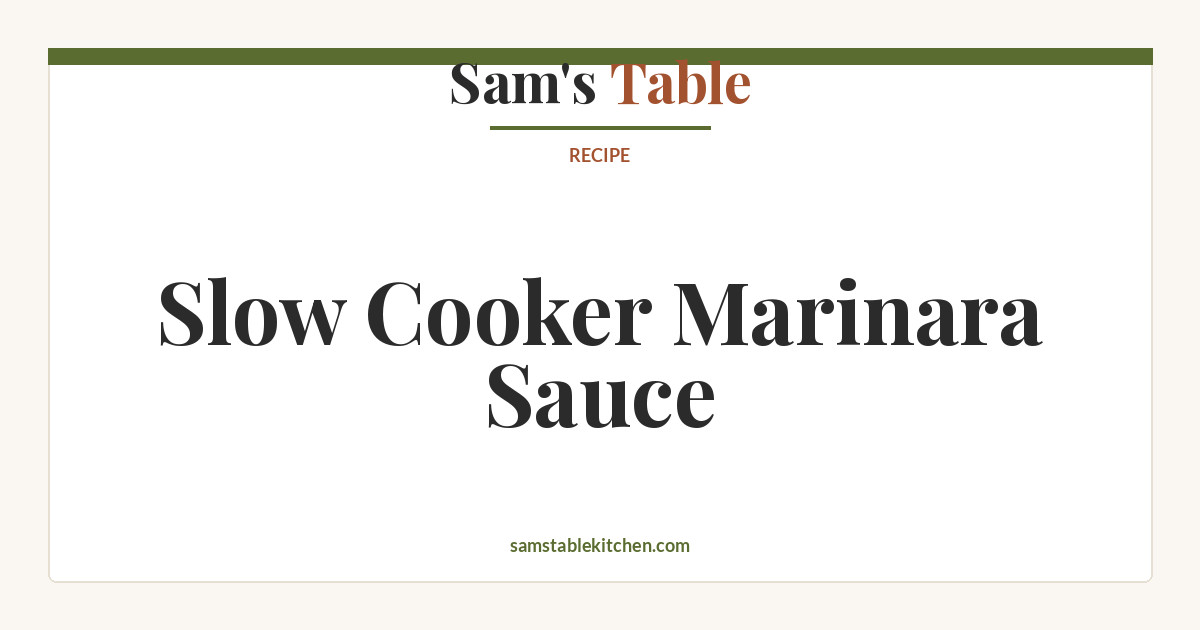 Sam's Table
RECIPE
Slow Cooker Marinara
Sauce
samstablekitchen.com